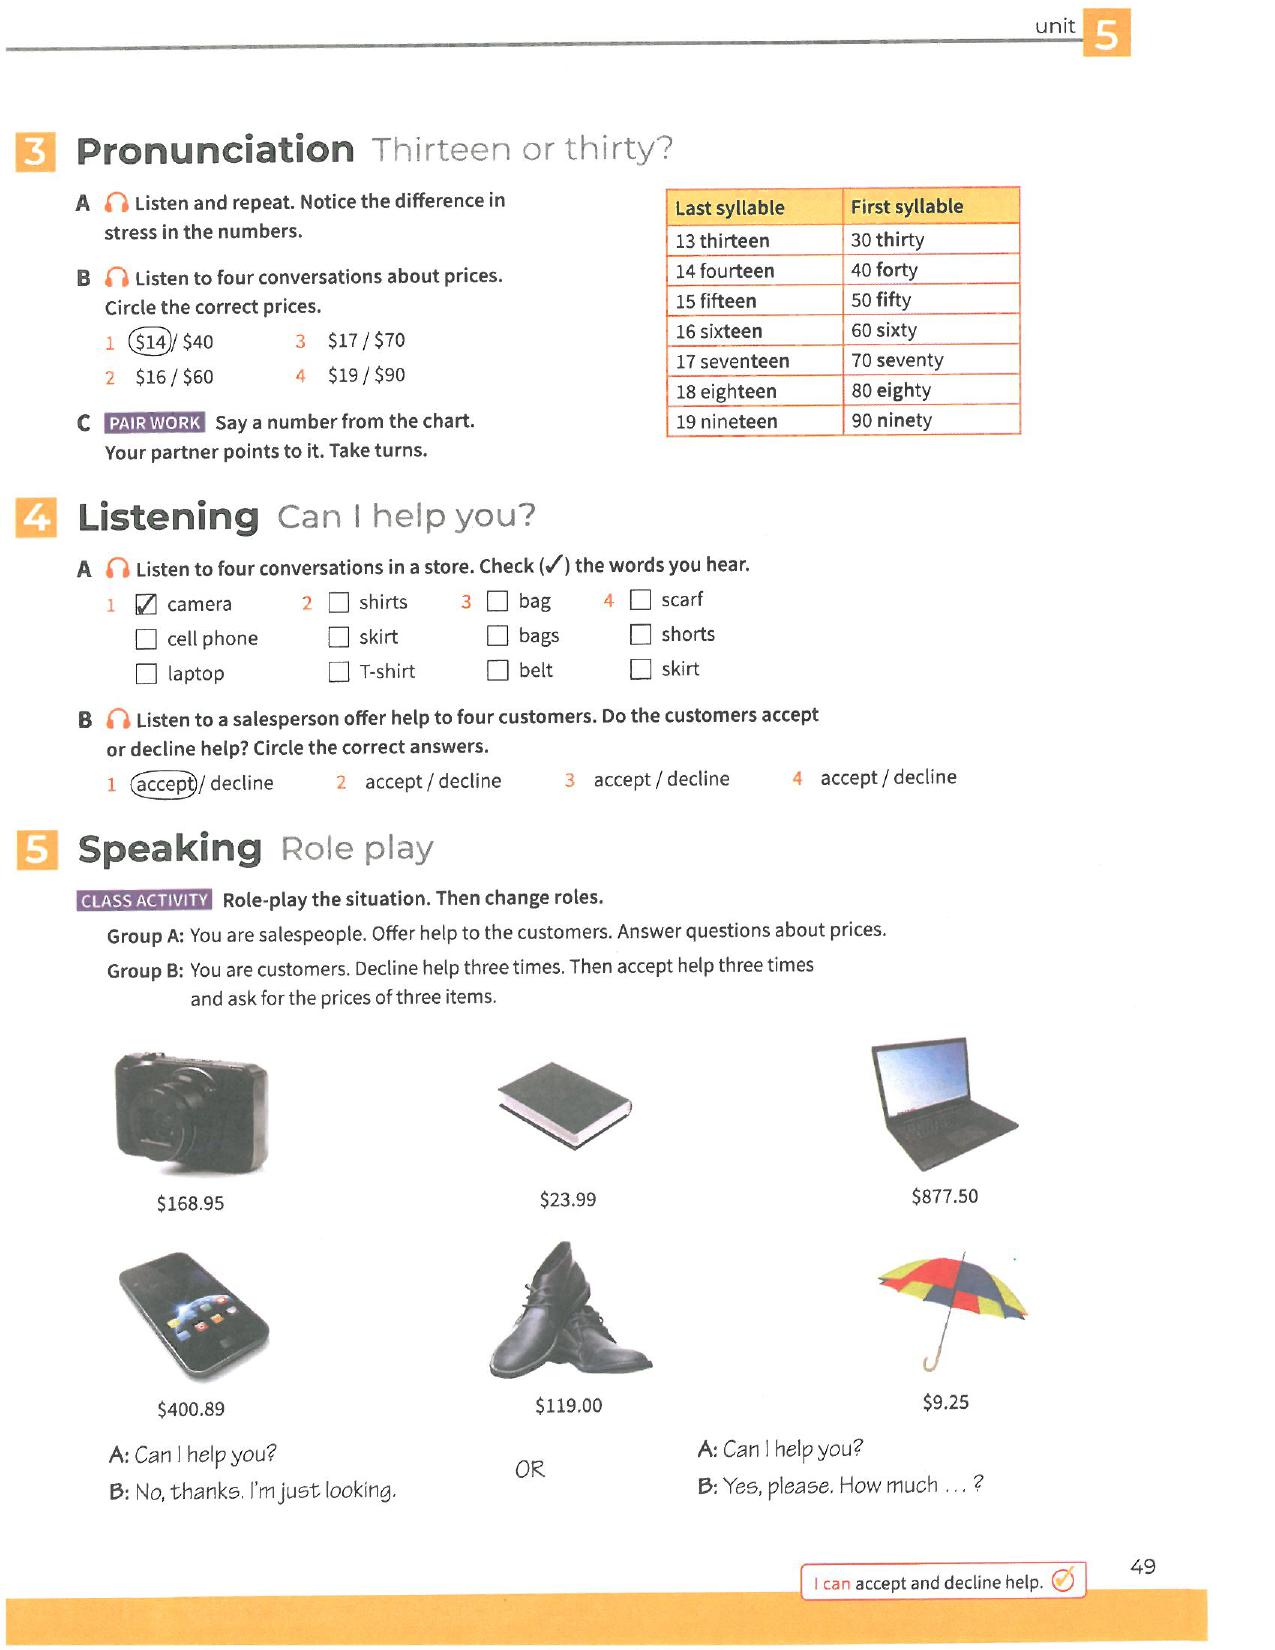 unit 5
3 Pronunciation Thirteen or thirty?
A Listen and repeat. Notice the difference in
stress in the numbers.
B Listen to four conversations about prices.
Circle the correct prices.
1 $14 / $40 3 $17 / $70
2 $16 / $60 4 $19 / $90
C PAIR WORK Say a number from the chart.
Your partner points to it. Take turns.
Last syllable First syllable
13 thirteen 30 thirty
14 fourteen 40 forty
15 fifteen 50 fifty
16 sixteen 60 sixty
17 seventeen 70 seventy
18 eighteen 80 eighty
19 nineteen 90 ninety
4 Listening Can I help you?
A Listen to four conversations in a store. Check (✓) the words you hear.
1 ☑ camera 2 ☐ shirts 3 ☐ bag 4 ☐ scarf
☐ cell phone ☐ skirt ☐ bags ☐ shorts
☐ laptop ☐ T-shirt ☐ belt ☐ skirt
B Listen to a salesperson offer help to four customers. Do the customers accept
or decline help? Circle the correct answers.
1 accept / decline 2 accept / decline 3 accept / decline 4 accept / decline
5 Speaking Role play
CLASS ACTIVITY Role-play the situation. Then change roles.
Group A: You are salespeople. Offer help to the customers. Answer questions about prices.
Group B: You are customers. Decline help three times. Then accept help three times
and ask for the prices of three items.
$168.95 $23.99 $877.50
$400.89 $119.00 $9.25
A: Can I help you?
B: No, thanks. I'm just looking.
OR
A: Can I help you?
B: Yes, please. How much ... ?
I can accept and decline help.
49